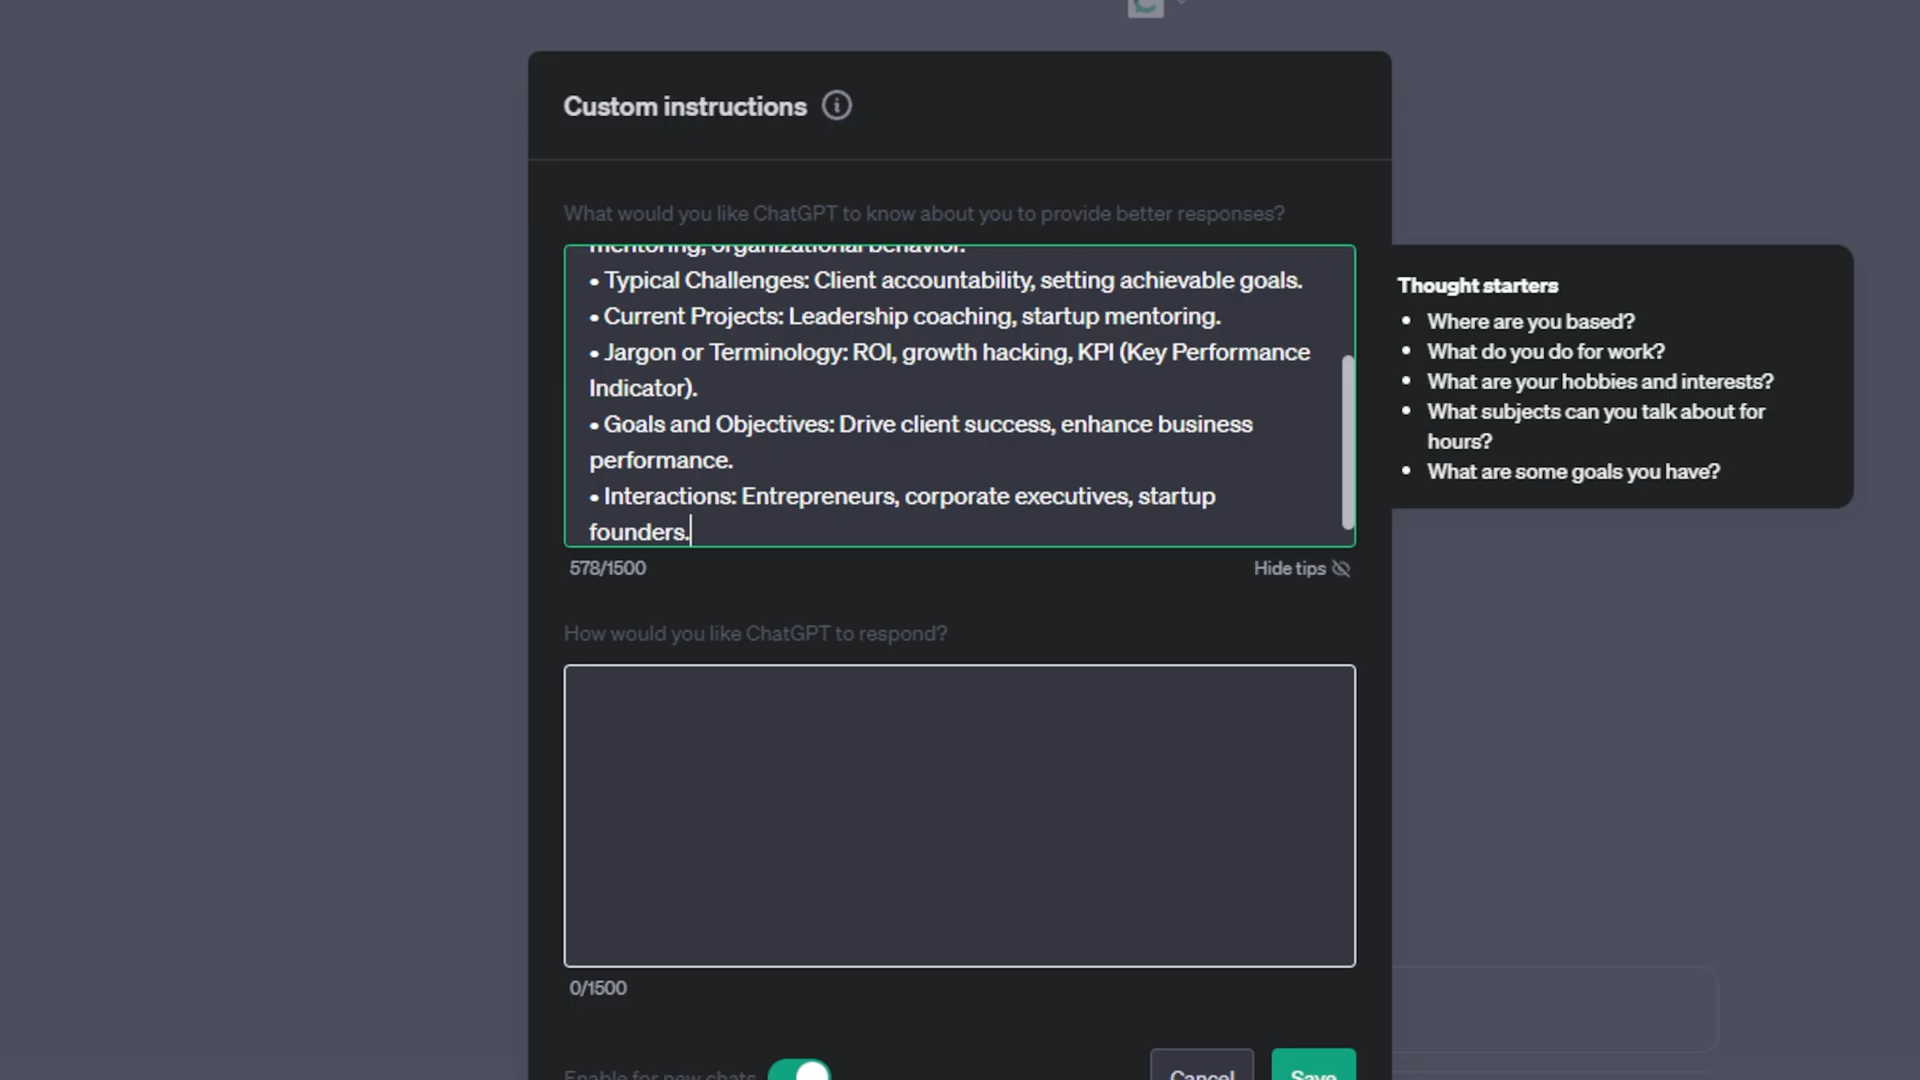 Custom instructions
What would you like ChatGPT to know about you to provide better responses?
mentoring, organizational behavior.
• Typical Challenges: Client accountability, setting achievable goals.
• Current Projects: Leadership coaching, startup mentoring.
• Jargon or Terminology: ROI, growth hacking, KPI (Key Performance
Indicator).
• Goals and Objectives: Drive client success, enhance business
performance.
• Interactions: Entrepreneurs, corporate executives, startup
founders.
578/1500
Hide tips
Thought starters
• Where are you based?
• What do you do for work?
• What are your hobbies and interests?
• What subjects can you talk about for
hours?
• What are some goals you have?
How would you like ChatGPT to respond?
0/1500
Enable for new chats
Cancel
Save